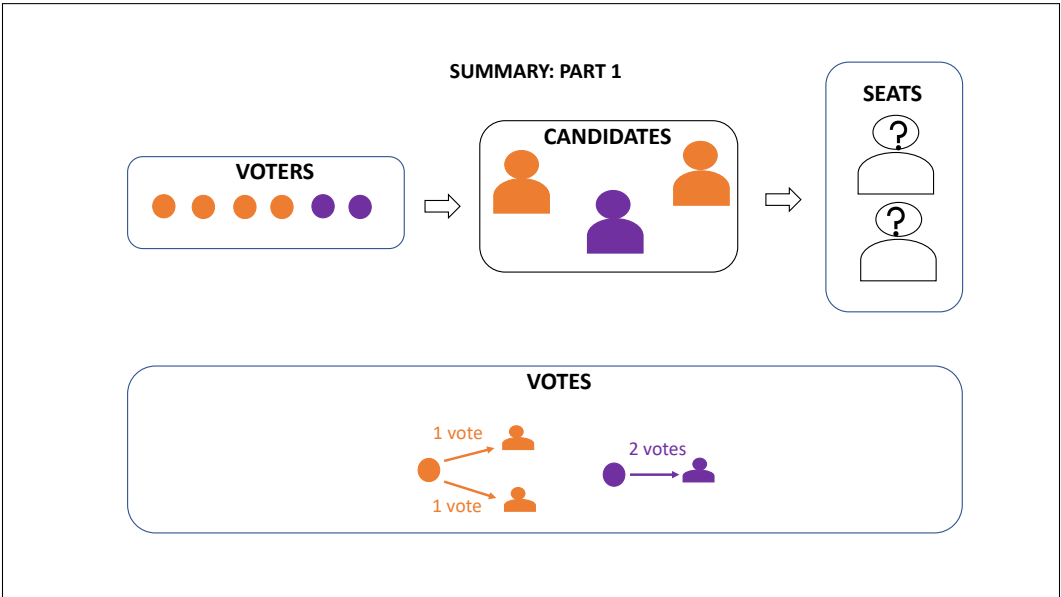 SUMMARY: PART 1
VOTERS
CANDIDATES
SEATS
?
?
VOTES
1 vote
1 vote
2 votes